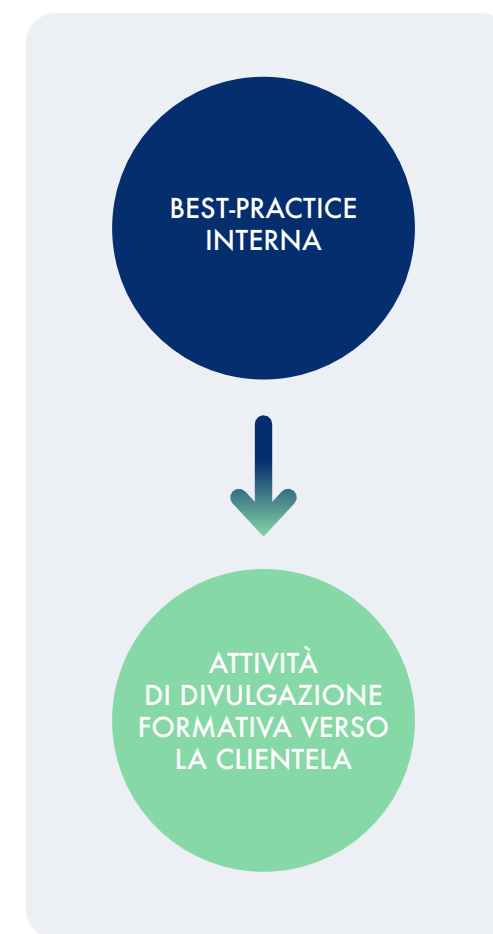 BEST-PRACTICE
INTERNA
ATTIVITÀ
DI DIVULGAZIONE
FORMATIVA VERSO
LA CLIENTELA